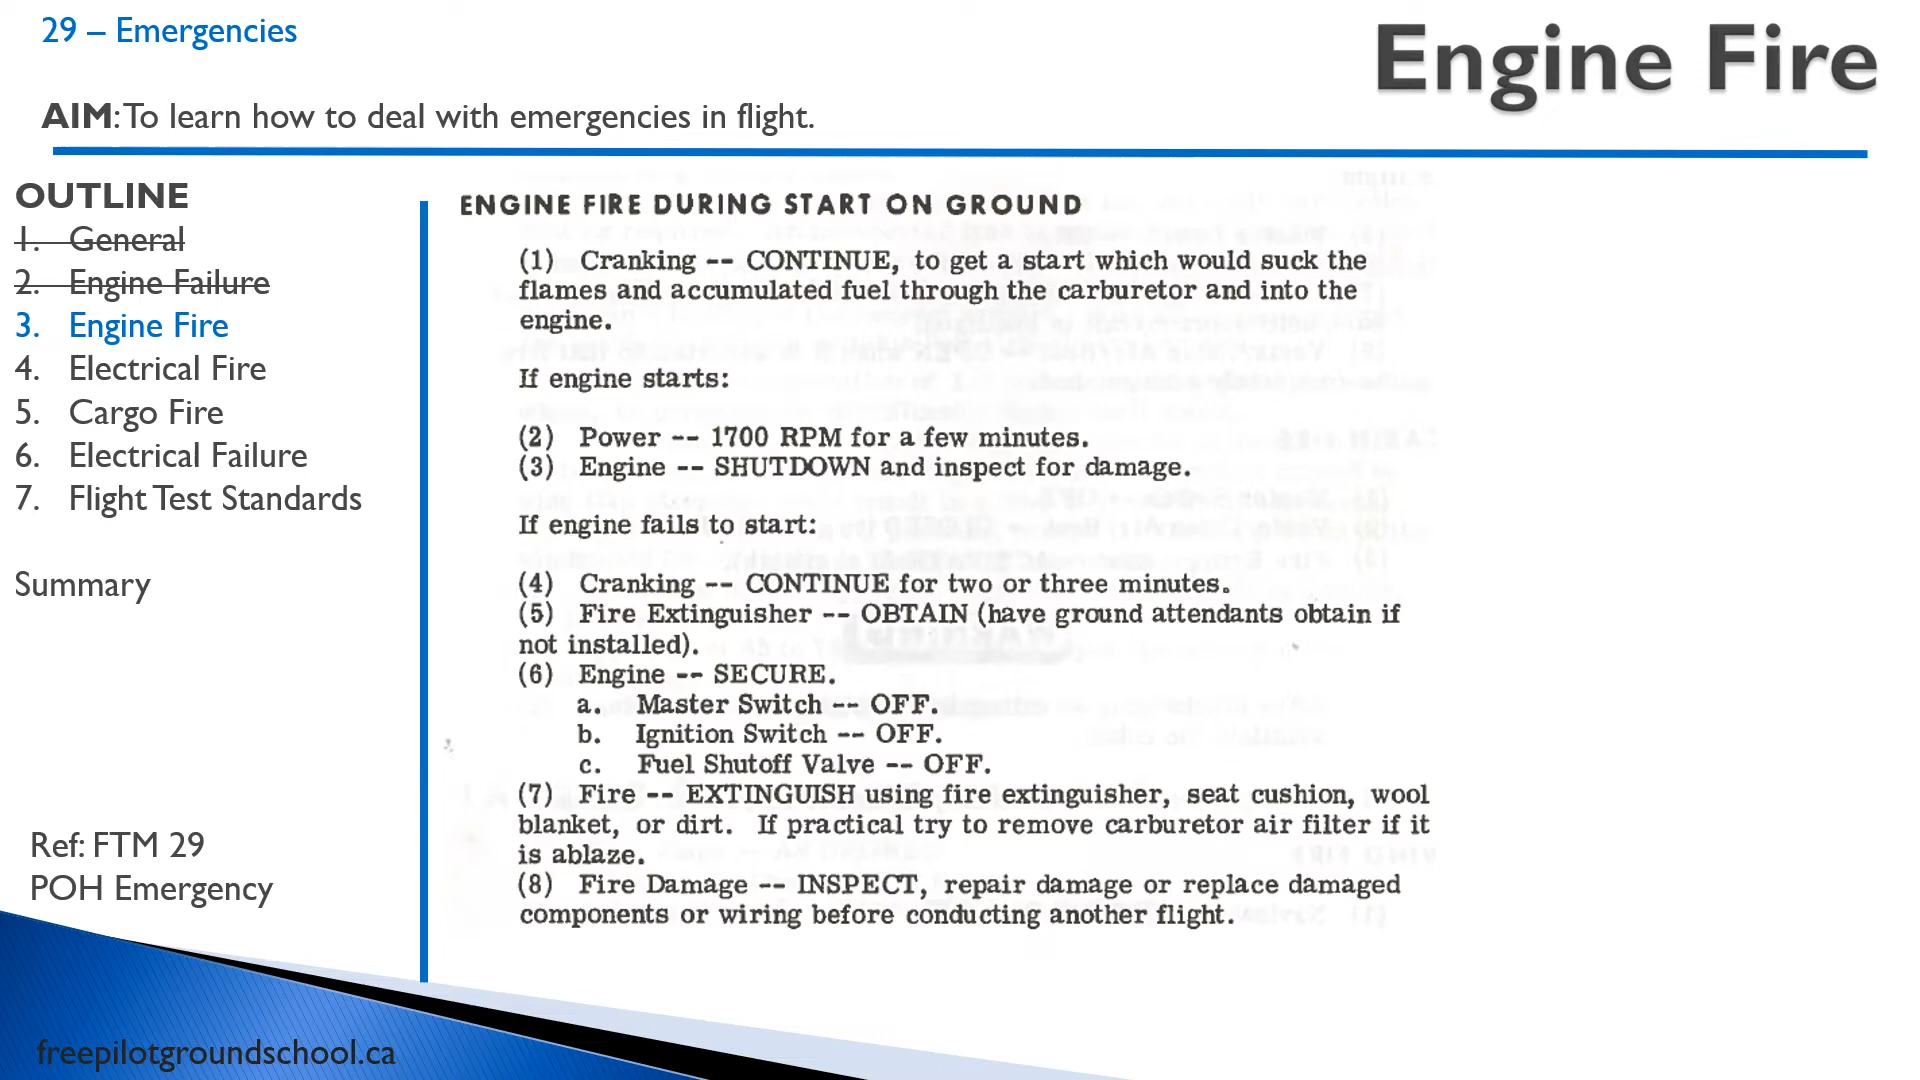 29 – Emergencies
Engine Fire
AIM: To learn how to deal with emergencies in flight.
OUTLINE
1. General
2. Engine Failure
3. Engine Fire
4. Electrical Fire
5. Cargo Fire
6. Electrical Failure
7. Flight Test Standards
Summary
Ref: FTM 29
POH Emergency
freepilotgroundschool.ca
ENGINE FIRE DURING START ON GROUND
(1) Cranking -- CONTINUE, to get a start which would suck the
flames and accumulated fuel through the carburetor and into the
engine.
If engine starts:
(2) Power -- 1700 RPM for a few minutes.
(3) Engine -- SHUTDOWN and inspect for damage.
If engine fails to start:
(4) Cranking -- CONTINUE for two or three minutes.
(5) Fire Extinguisher -- OBTAIN (have ground attendants obtain if
not installed).
(6) Engine -- SECURE.
a. Master Switch -- OFF.
b. Ignition Switch -- OFF.
c. Fuel Shutoff Valve -- OFF.
(7) Fire -- EXTINGUISH using fire extinguisher, seat cushion, wool
blanket, or dirt. If practical try to remove carburetor air filter if it
is ablaze.
(8) Fire Damage -- INSPECT, repair damage or replace damaged
components or wiring before conducting another flight.